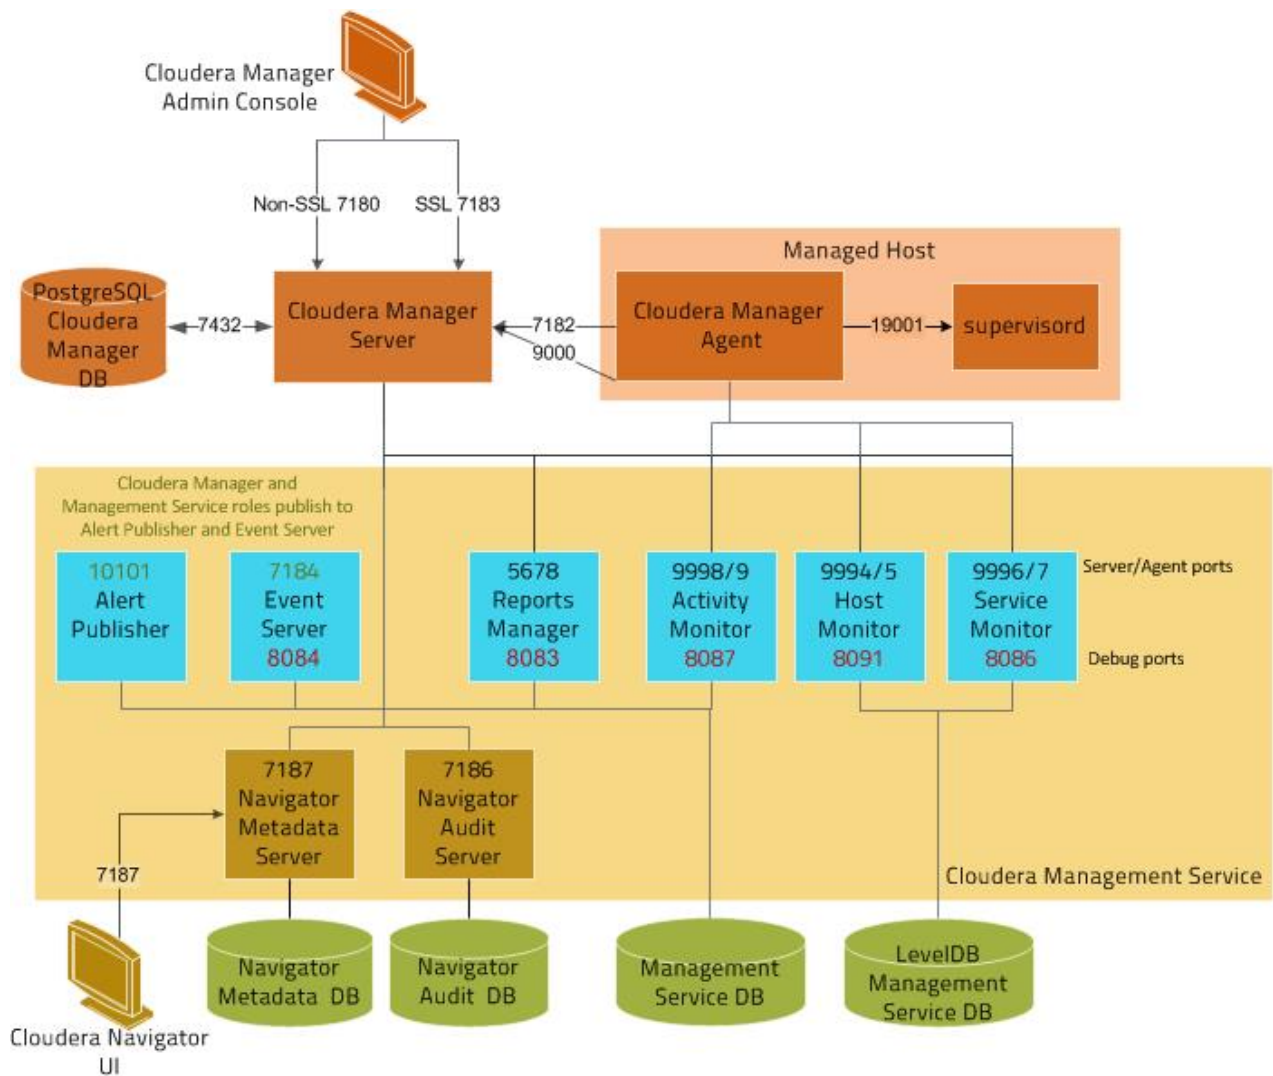 Cloudera Manager
Admin Console
Non-SSL 7180
SSL 7183
Managed Host
PostgreSQL
Cloudera
Manager
DB
7432
Cloudera Manager
Server
7182
9000
Cloudera Manager
Agent
19001
supervisord
Cloudera Manager and
Management Service roles publish to
Alert Publisher and Event Server
10101
Alert
Publisher
7184
Event
Server
8084
5678
Reports
Manager
8083
9998/9
Activity
Monitor
8087
9994/5
Host
Monitor
8091
9996/7
Service
Monitor
8086
Server/Agent ports
Debug ports
7187
Navigator
Metadata
Server
7186
Navigator
Audit
Server
7187
Cloudera Management Service
Navigator
Metadata DB
Navigator
Audit DB
Management
Service DB
LevelDB
Management
Service DB
Cloudera Navigator
UI